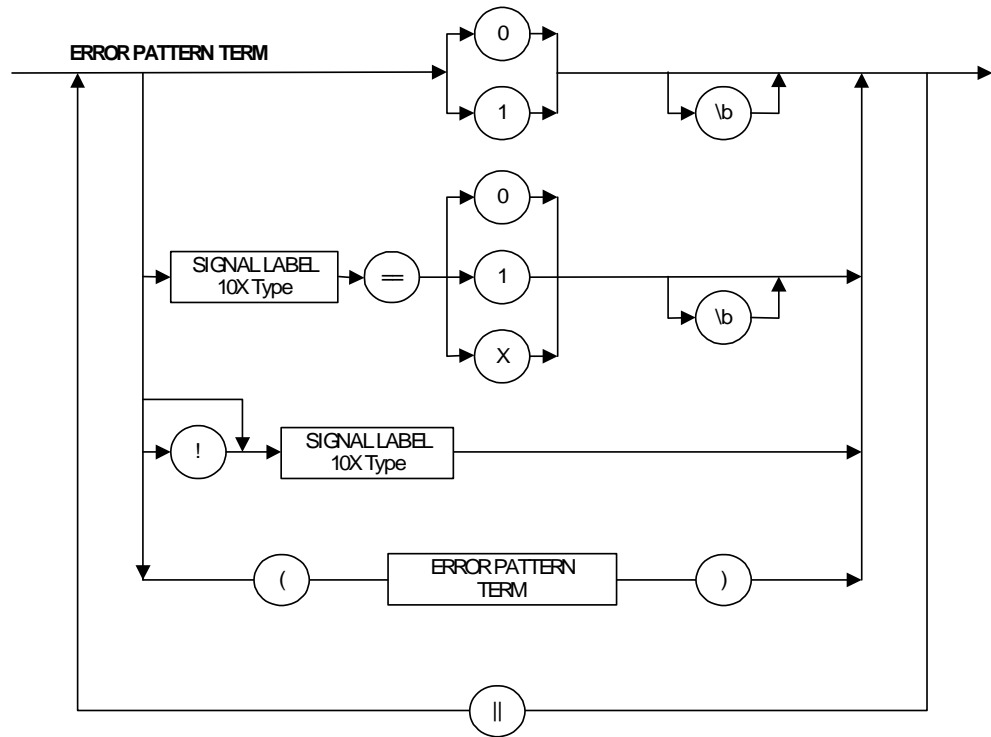 0
ERROR PATTERN TERM
1
\b
0
SIGNAL LABEL
10X Type
==
1
\b
X
!
SIGNAL LABEL
10X Type
(
ERROR PATTERN
TERM
)
||